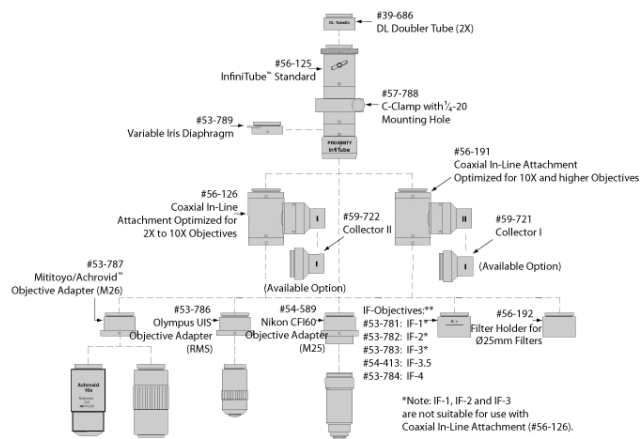 DL Tube
#39-686
DL Doubler Tube (2X)
#56-125
InfiniTube™ Standard
#57-788
C-Clamp with ¼-20
Mounting Hole
#53-789
Variable Iris Diaphragm
PROXIMITY
InfiniTube
#56-191
Coaxial In-Line Attachment
Optimized for 10X and higher Objectives
#56-126
Coaxial In-Line
Attachment Optimized for
2X to 10X Objectives
I
II
#59-722
Collector II
#59-721
Collector I
I
I
(Available Option)
(Available Option)
#53-787
Mititoyo/Achrovid™
Objective Adapter (M26)
#53-786
Olympus UIS
Objective Adapter
(RMS)
#54-589
Nikon CFI60
Objective Adapter
(M25)
IF-Objectives:**
#53-781: IF-1*
#53-782: IF-2*
#53-783: IF-3*
#54-413: IF-3.5
#53-784: IF-4
#56-192
Filter Holder for
Ø25mm Filters
Achrovid
10x
*Note: IF-1, IF-2 and IF-3
are not suitable for use with
Coaxial In-Line Attachment (#56-126).